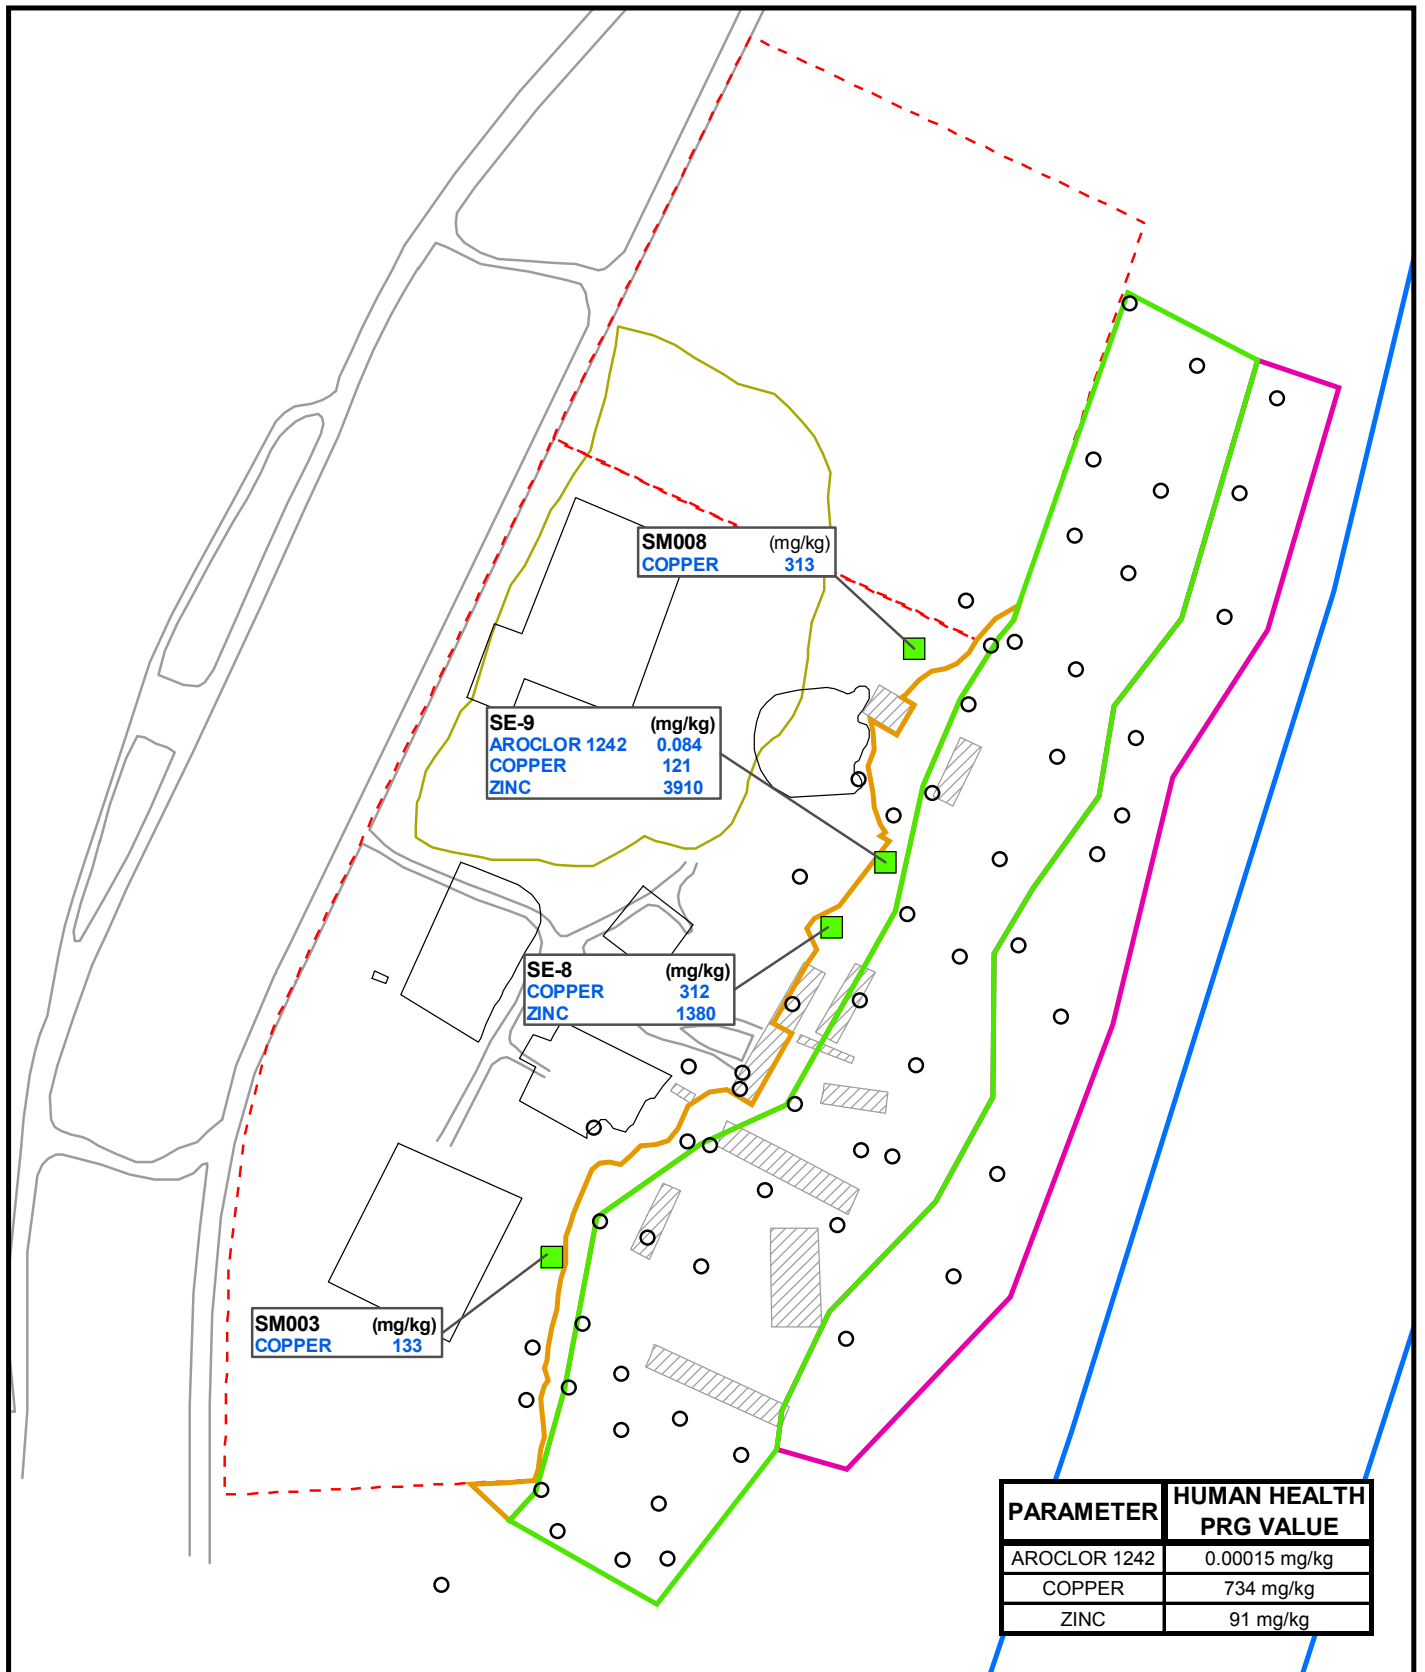 SM008 (mg/kg)
COPPER 313
SE-9 (mg/kg)
AROCLOR 1242 0.084
COPPER 121
ZINC 3910
SE-8 (mg/kg)
COPPER 312
ZINC 1380
SM003 (mg/kg)
COPPER 133
PARAMETER HUMAN HEALTH
PRG VALUE
AROCLOR 1242 0.00015 mg/kg
COPPER 734 mg/kg
ZINC 91 mg/kg